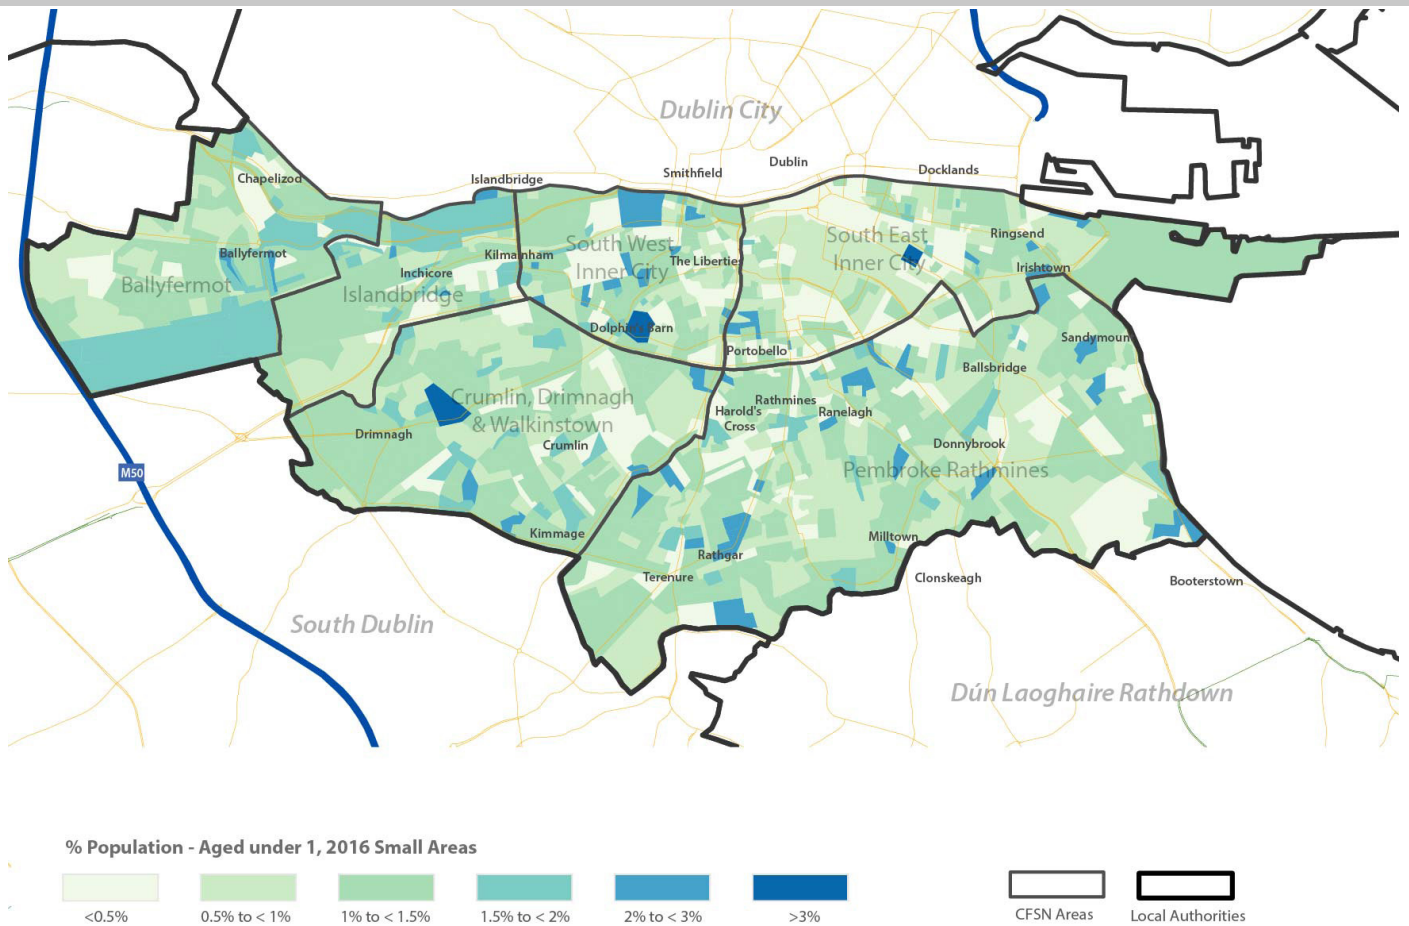 Dublin City
Dublin
Smithfield
Docklands
Islandbridge
Chapelizod
Ringsend
South East
Inner City
South West
Inner City
The Liberties
Kilmainham
Ballyfermot
Inchicore
Irishtown
Ballyfermot
Islandbridge
Dolphin's Barn
Sandymoun
Portobello
Ballsbridge
Crumlin, Drimnagh
& Walkinstown
Rathmines
Harold's
Cross
Ranelagh
Drimnagh
Crumlin
Donnybrook
Pembroke Rathmines
M50
Kimmage
Milltown
Rathgar
Terenure
Clonskeagh
Booterstown
South Dublin
Dún Laoghaire Rathdown
% Population - Aged under 1, 2016 Small Areas
<0.5%
0.5% to < 1%
1% to < 1.5%
1.5% to < 2%
2% to < 3%
>3%
CFSN Areas
Local Authorities